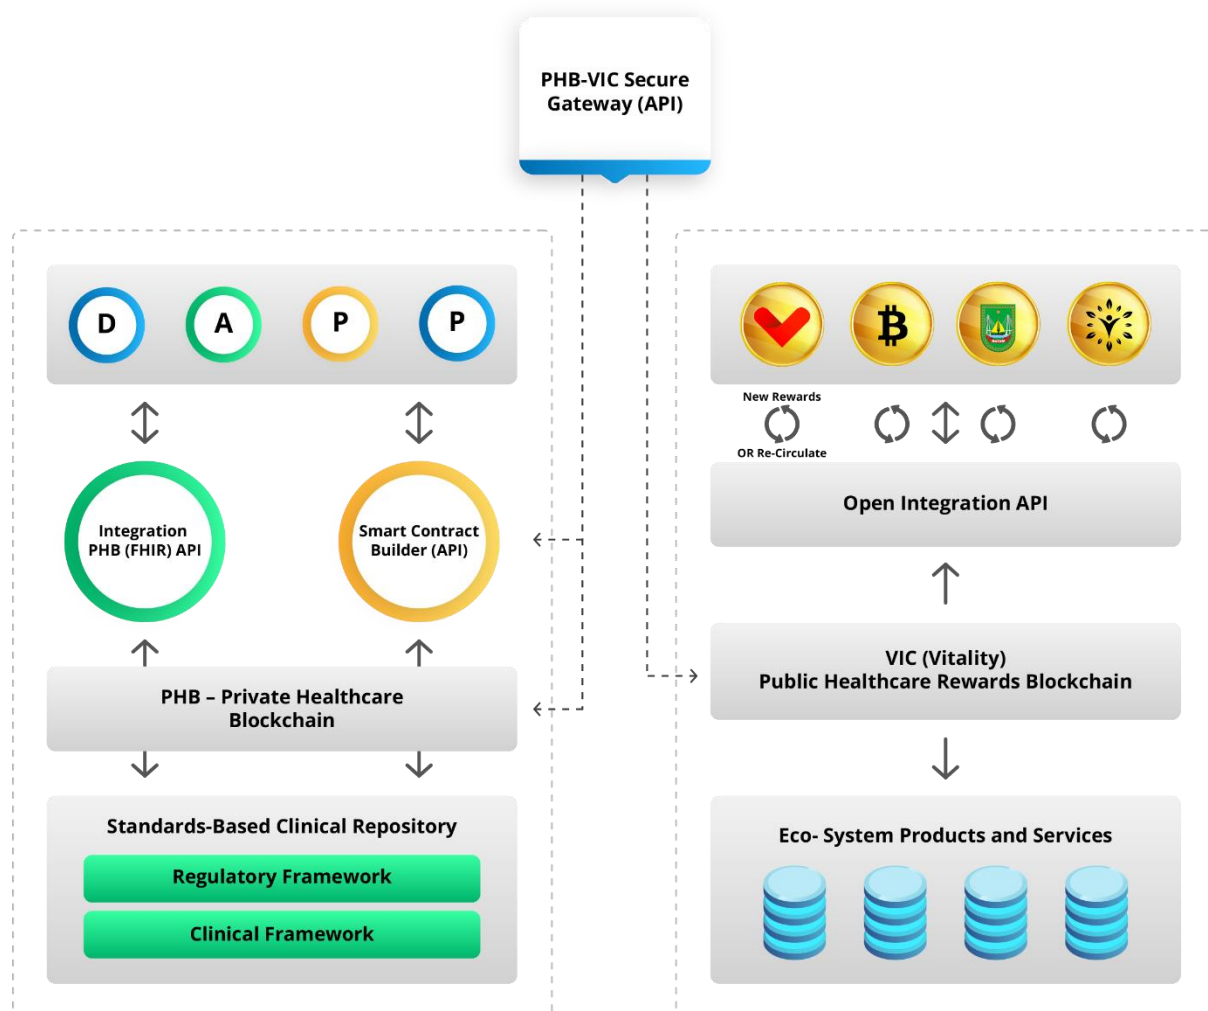 PHB-VIC Secure
Gateway (API)
D A P P
New Rewards
OR Re-Circulate
Integration
PHB (FHIR) API
Smart Contract
Builder (API)
Open Integration API
PHB – Private Healthcare
Blockchain
VIC (Vitality)
Public Healthcare Rewards Blockchain
Standards-Based Clinical Repository
Regulatory Framework
Clinical Framework
Eco- System Products and Services